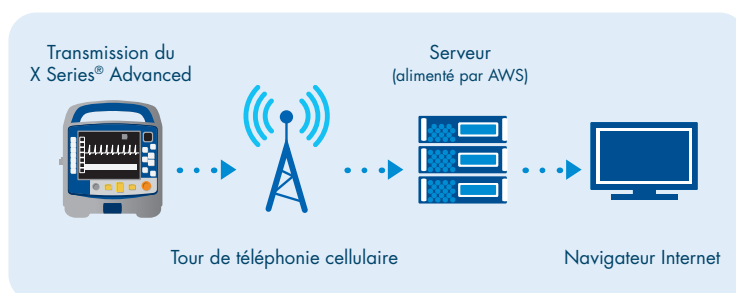 Transmission du
X Series® Advanced
Serveur
(alimenté par AWS)
Tour de téléphonie cellulaire
Navigateur Internet